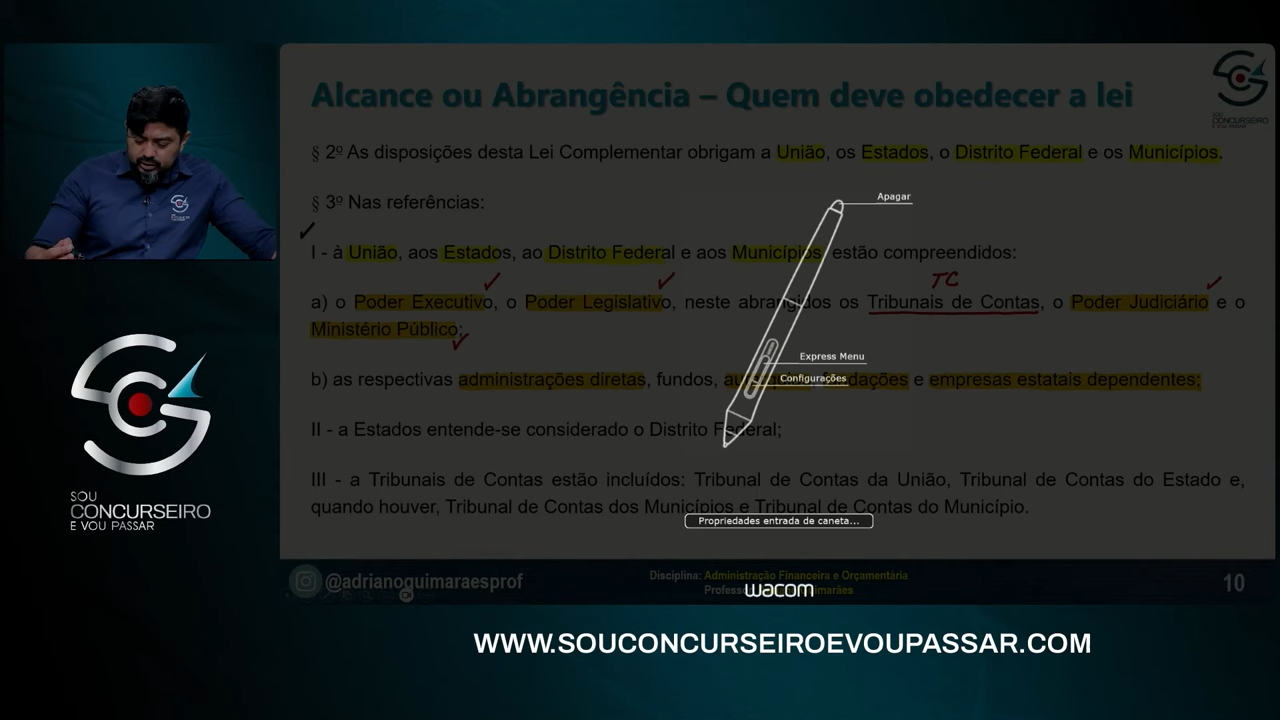 Alcance ou Abrangência – Quem deve obedecer a lei
SOU
CONCURSEIRO
E VOU PASSAR
§ 2º As disposições desta Lei Complementar obrigam a União, os Estados, o Distrito Federal e os Municípios.
§ 3º Nas referências:
Apagar
I - à União, aos Estados, ao Distrito Federal e aos Municípios estão compreendidos:
TC
a) o Poder Executivo, o Poder Legislativo, neste abrangidos os Tribunais de Contas, o Poder Judiciário e o
Ministério Público;
Express Menu
Configurações
b) as respectivas administrações diretas, fundos, fundações e empresas estatais dependentes;
II - a Estados entende-se considerado o Distrito Federal;
III - a Tribunais de Contas estão incluídos: Tribunal de Contas da União, Tribunal de Contas do Estado e,
quando houver, Tribunal de Contas dos Municípios e Tribunal de Contas do Município.
Propriedades entrada de caneta...
SOU
CONCURSEIRO
E VOU PASSAR
@adrianoguimaraesprof
Disciplina: Administração Financeira e Orçamentária
wacom
10
WWW.SOUCONCURSEIROEVOUPASSAR.COM